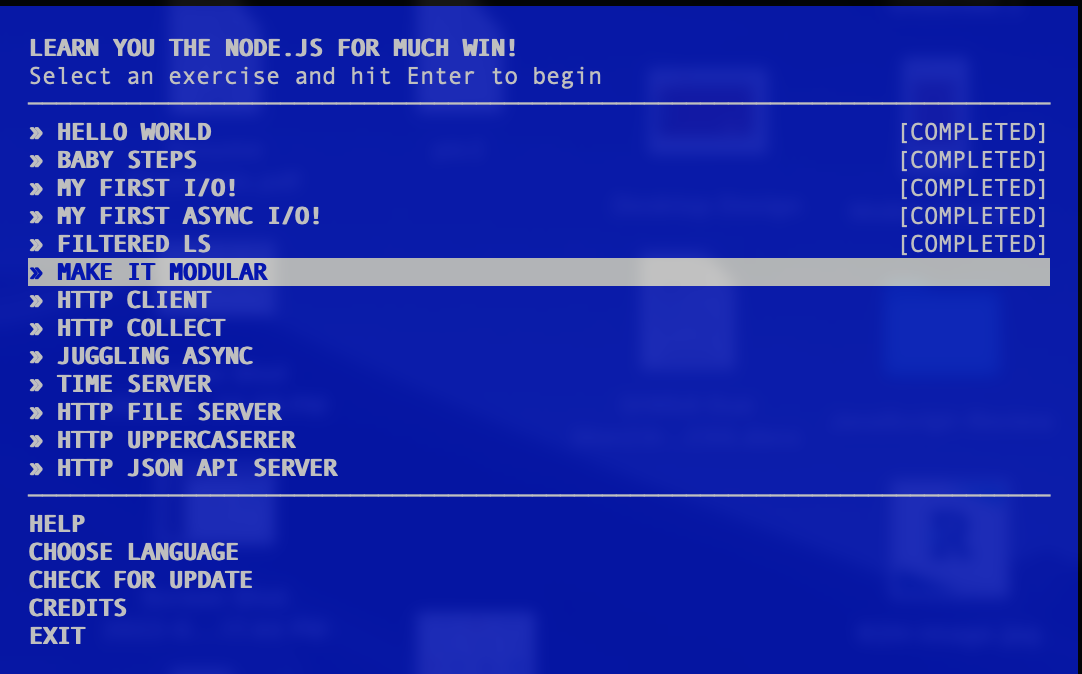 LEARN YOU THE NODE.JS FOR MUCH WIN!
Select an exercise and hit Enter to begin
» HELLO WORLD [COMPLETED]
» BABY STEPS [COMPLETED]
» MY FIRST I/O! [COMPLETED]
» MY FIRST ASYNC I/O! [COMPLETED]
» FILTERED LS [COMPLETED]
» MAKE IT MODULAR
» HTTP CLIENT
» HTTP COLLECT
» JUGGLING ASYNC
» TIME SERVER
» HTTP FILE SERVER
» HTTP UPPERCASERER
» HTTP JSON API SERVER
HELP
CHOOSE LANGUAGE
CHECK FOR UPDATE
CREDITS
EXIT